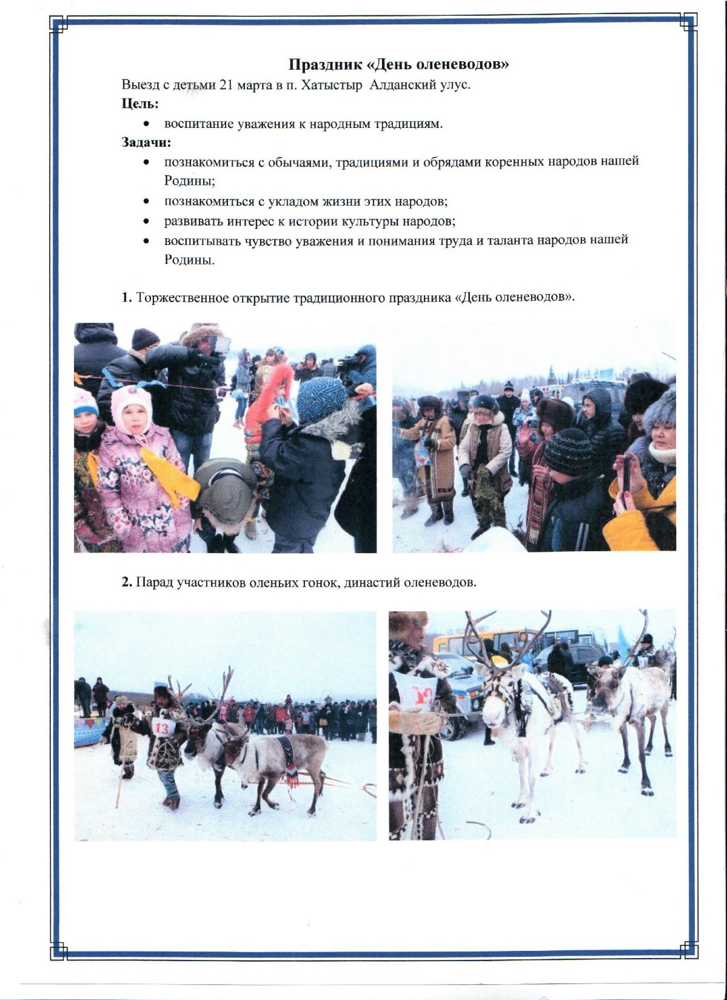 Праздник «День оленеводов»
Выезд с детьми 21 марта в п. Хатыстыр Алданский улус.
Цель:
• воспитание уважения к народным традициям.
Задачи:
• познакомиться с обычаями, традициями и обрядами коренных народов нашей
Родины;
• познакомиться с укладом жизни этих народов;
• развивать интерес к истории культуры народов;
• воспитывать чувство уважения и понимания труда и таланта народов нашей
Родины.
1. Торжественное открытие традиционного праздника «День оленеводов».
2. Парад участников оленьих гонок, династий оленеводов.
13